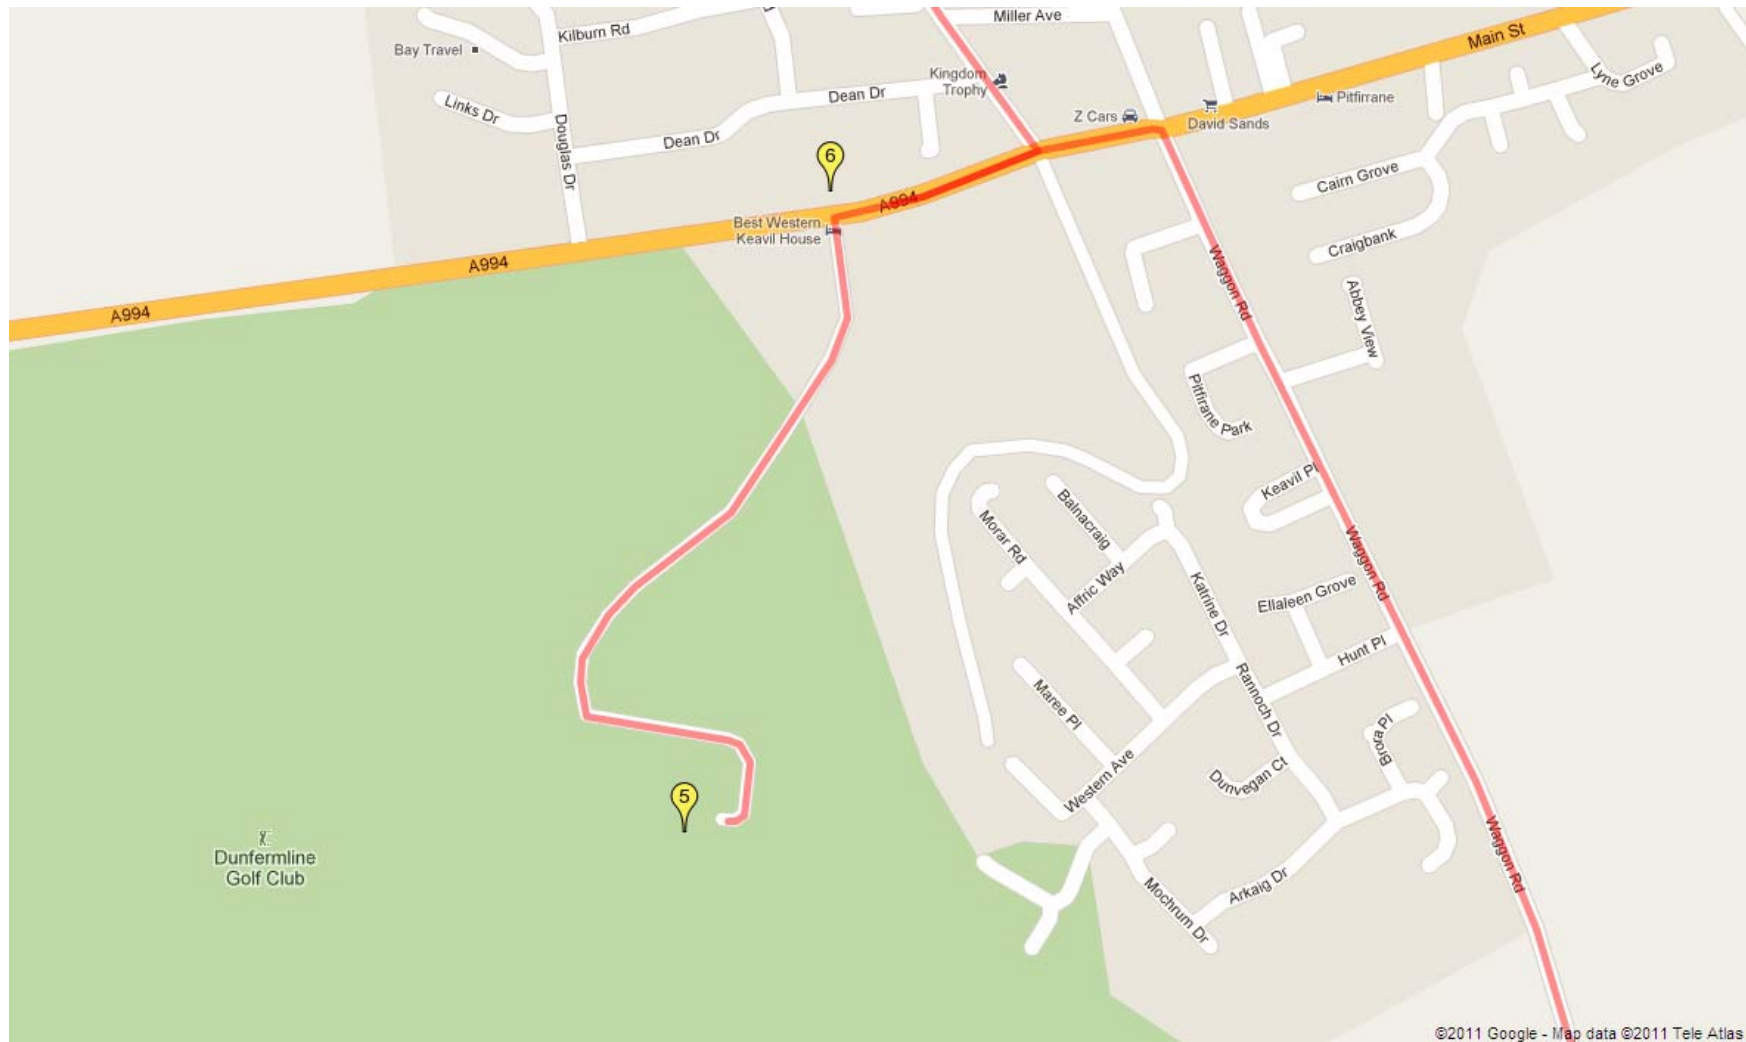 Miller Ave
Kilburn Rd
Main St
Bay Travel
Lyne Grove
Kingdom
Trophy
Dean Dr
Pitfirrane
Links Dr
Z Cars
David Sands
Douglas Dr
Dean Dr
6
Cairn Grove
A994
Best Western
Keavil House
Craigbank
A994
Waggon Rd
A994
Abbey View
Pitfirane Park
Keavil Pl
Balnacraig
Morar Rd
Waggon Rd
Affric Way
Katrine Dr
Ellaleen Grove
Hunt Pl
Maree Pl
Rannoch Dr
Brora Pl
Western Ave
Dunvegan Ct
5
Dunfermline
Golf Club
Waggon Rd
Arkaig Dr
Mochrum Dr
©2011 Google - Map data ©2011 Tele Atlas